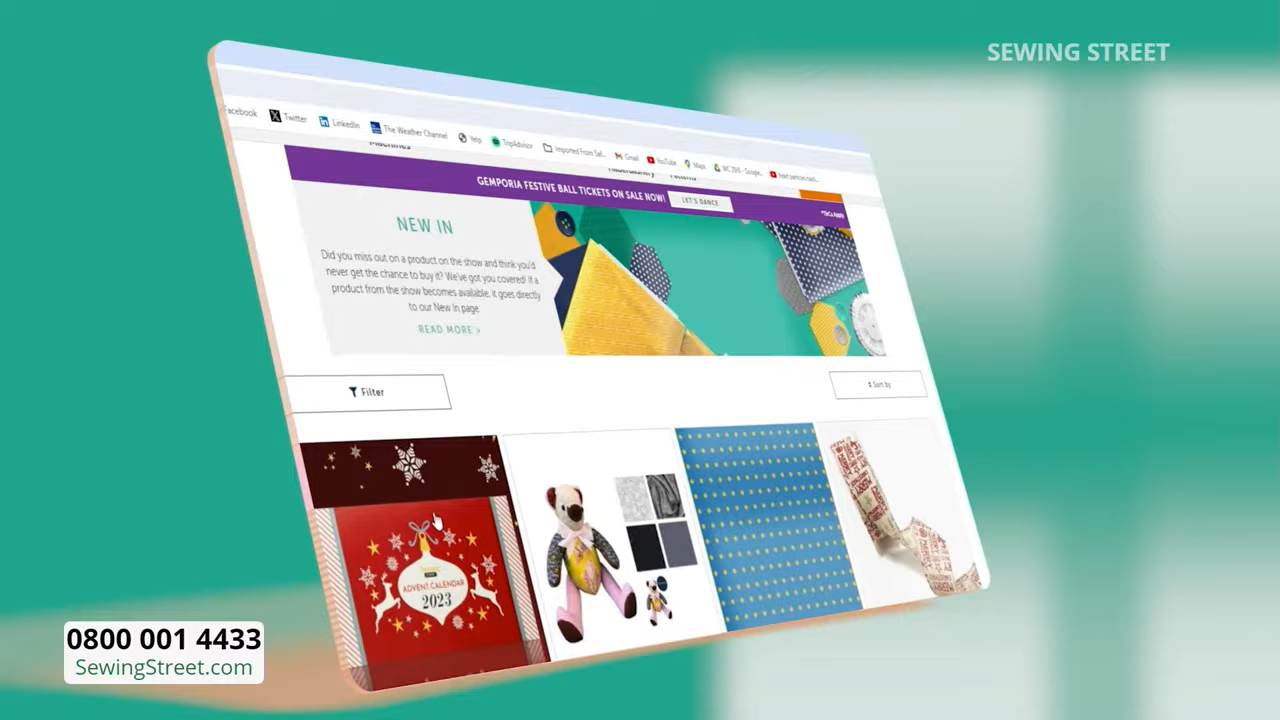 SEWING STREET
Facebook
Twitter
LinkedIn
The Weather Channel
Yelp
TripAdvisor
Gmail
YouTube
Maps
Machines
GEMPORIA FESTIVE BALL TICKETS ON SALE NOW!
LET'S DANCE
NEW IN
Did you miss out on a product on the show and think you'd
never get the chance to buy it? We've got you covered! If a
product from the show becomes available, it goes directly
to our New In page
READ MORE >
Filter
Sort by
ADVENT CALENDAR
2023
0800 001 4433
SewingStreet.com